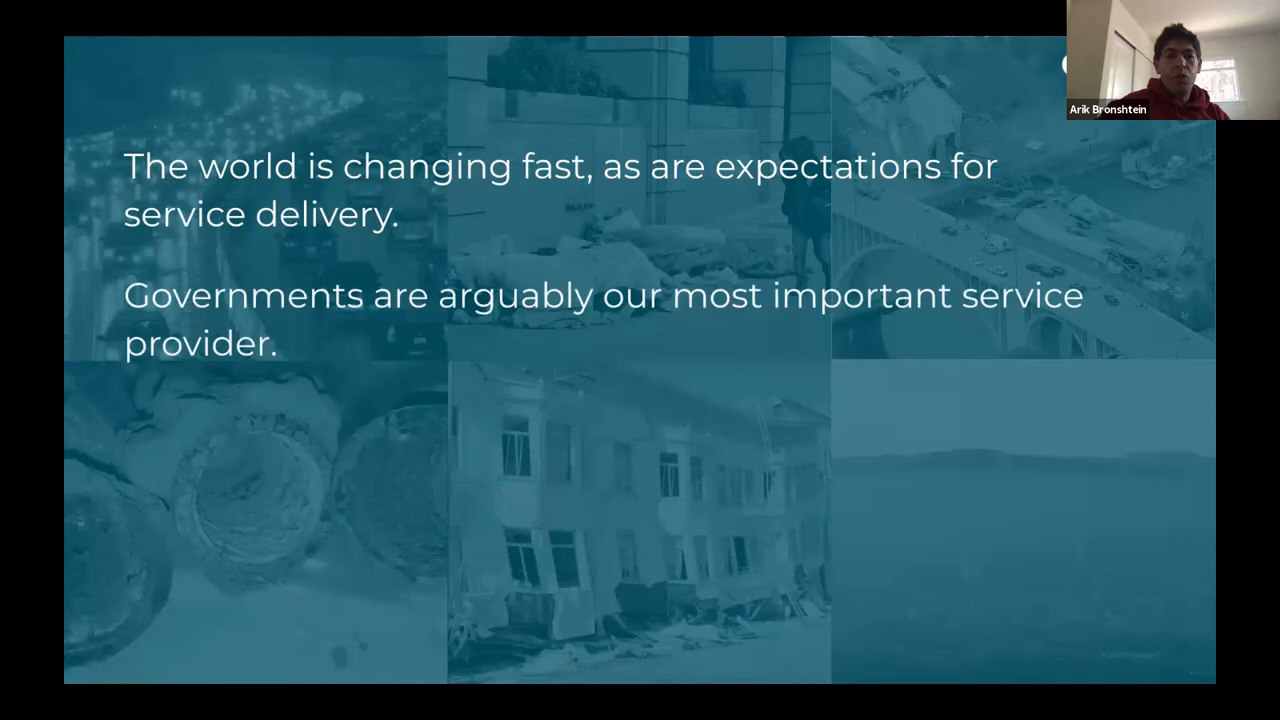 Arik Bronshtein
The world is changing fast, as are expectations for
service delivery.
Governments are arguably our most important service
provider.